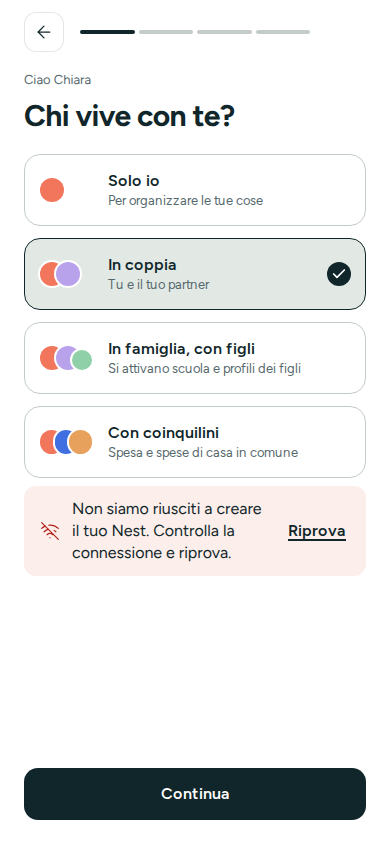 Ciao Chiara
Chi vive con te?
Solo io
Per organizzare le tue cose
In coppia
Tu e il tuo partner
In famiglia, con figli
Si attivano scuola e profili dei figli
Con coinquilini
Spesa e spese di casa in comune
Non siamo riusciti a creare
il tuo Nest. Controlla la
connessione e riprova.
Riprova
Continua